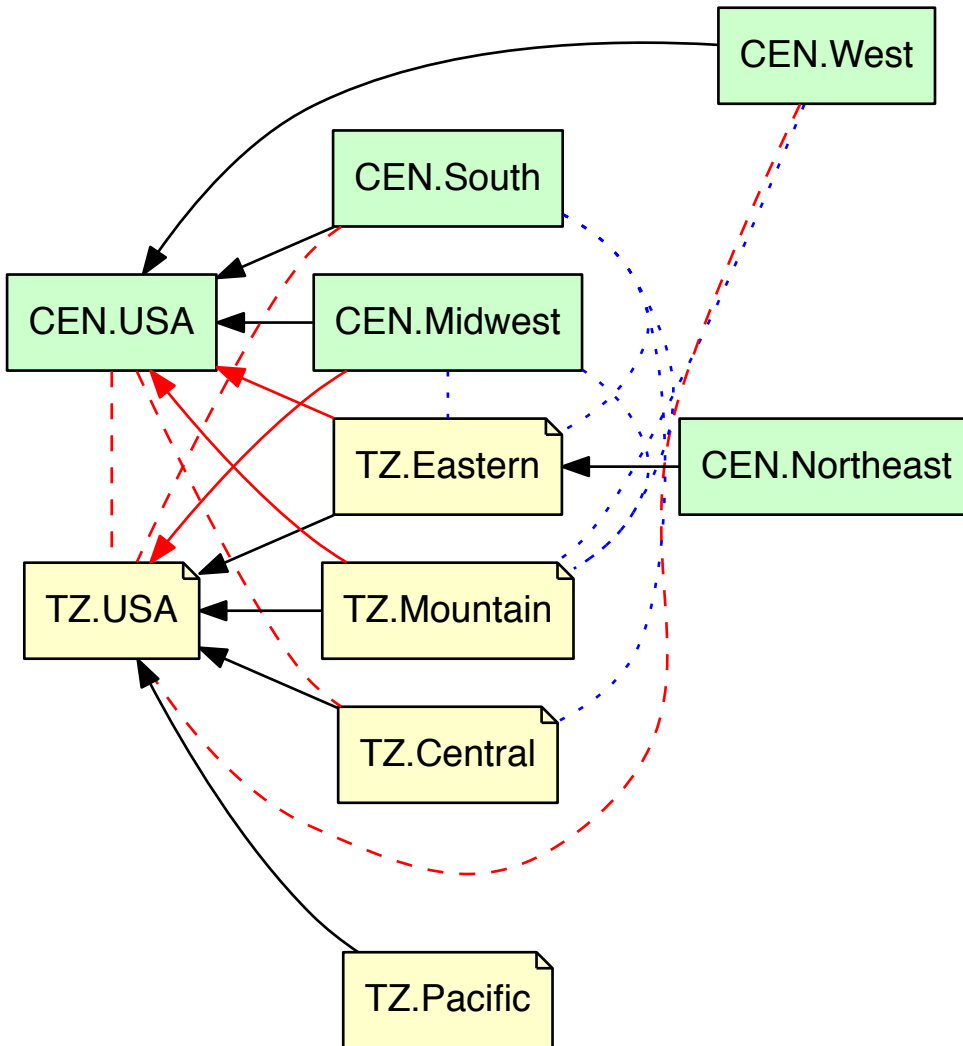 CEN.West
CEN.South
CEN.USA
CEN.Midwest
TZ.Eastern
CEN.Northeast
TZ.USA
TZ.Mountain
TZ.Central
TZ.Pacific